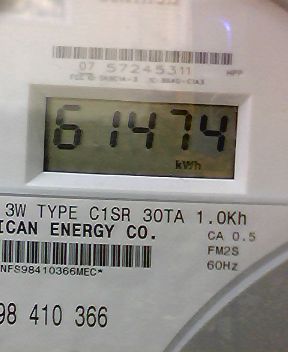 07 57245311 HPP
61474
kWh
3W TYPE C1SR 30TA 1.0Kh
ICAN ENERGY CO.
CA 0.5
FM2S
60Hz
NFS98410366MEC*
98 410 366